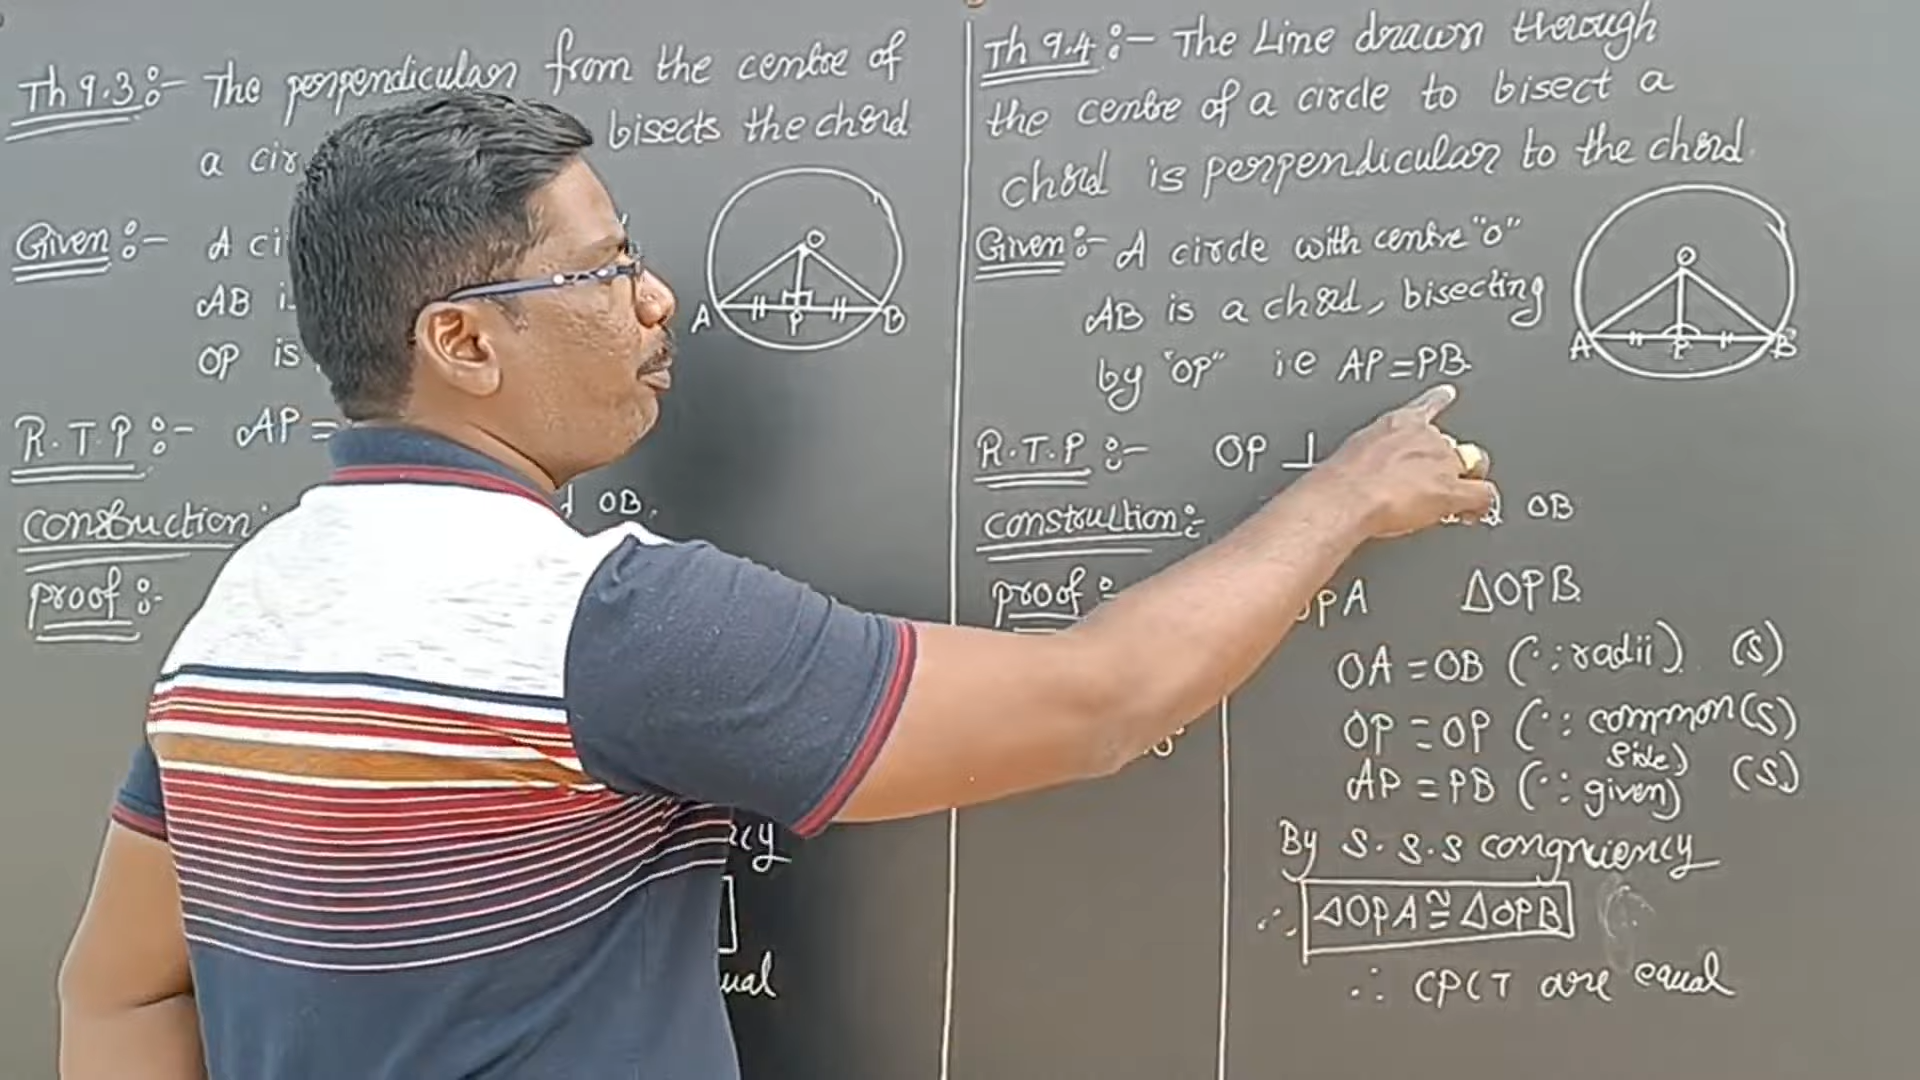 Th 9.3 :- The perpendicular from the centre of
a cir bisects the chord
Given :- A ci
AB is
OP is
R.T.P :- AP =
construction: OB.
proof :-
O
A P B
ual
Th 9.4 :- The Line drawn through
the centre of a circle to bisect a
chord is perpendicular to the chord.
Given :- A circle with centre "O"
AB is a chord, bisecting
by "OP" i.e AP = PB.
R.T.P :- OP ⊥
construction :- OB
proof :- OPA ΔOPB.
OA = OB (∵ radii). (S)
OP = OP (∵ common (S)
side)
AP = PB (∵ given) (S)
By S.S.S congruency
∴ ΔOPA ≅ ΔOPB
∴ CPCT are equal
O
A P B